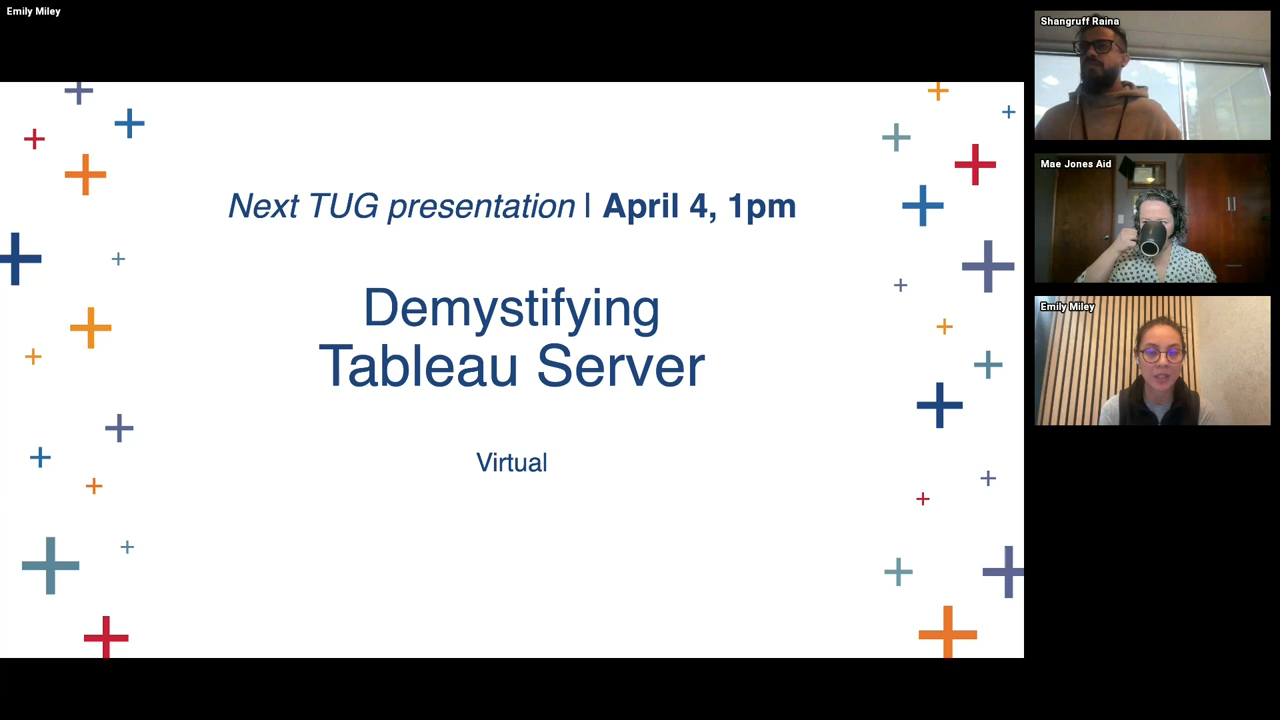 Emily Miley
Next TUG presentation | April 4, 1pm
Demystifying
Tableau Server
Virtual
Shangruff Raina
Mae Jones Aid
Emily Miley